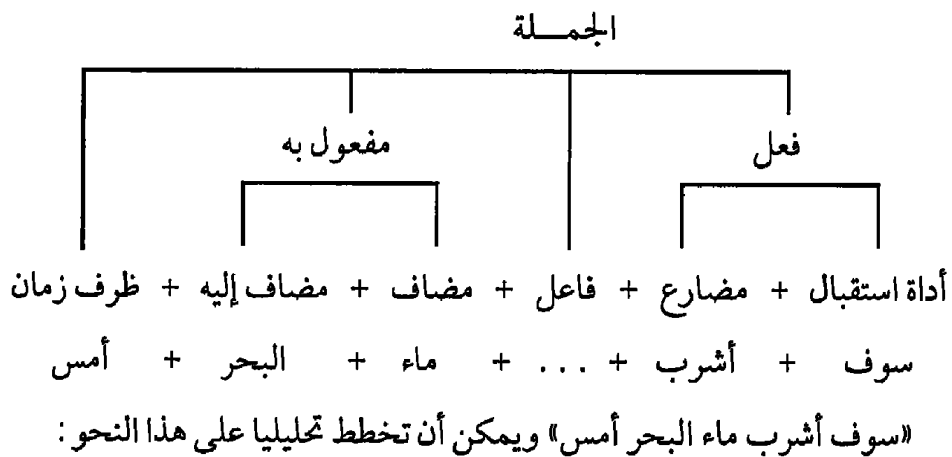 الجمـــلة
فعل مفعول به
أداة استقبال + مضارع + فاعل + مضاف + مضاف إليه + ظرف زمان
سوف + أشرب + ... + ماء + البحر + أمس
«سوف أشرب ماء البحر أمس» ويمكن أن تخطط تحليليا على هذا النحو :